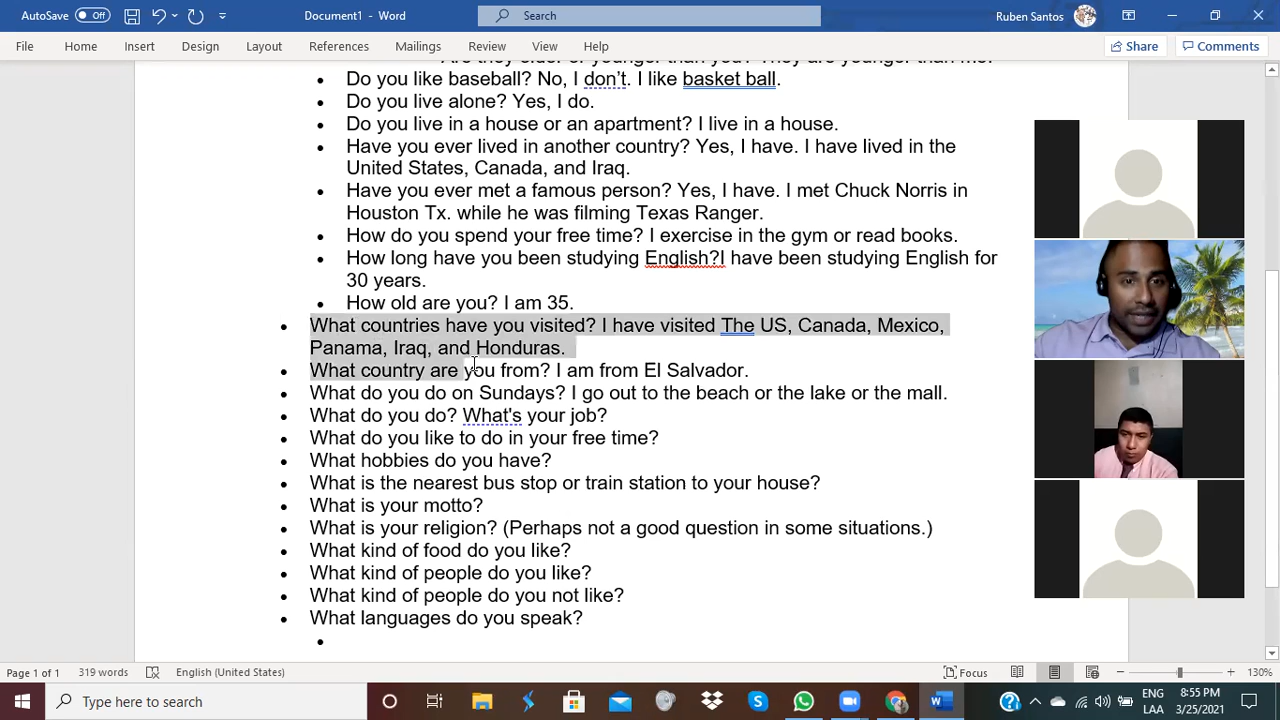 AutoSave Off Document1 - Word Search Ruben Santos
File Home Insert Design Layout References Mailings Review View Help Share Comments
Are they older or younger than you? They are younger than me.
Do you like baseball? No, I don't. I like basket ball.
Do you live alone? Yes, I do.
Do you live in a house or an apartment? I live in a house.
Have you ever lived in another country? Yes, I have. I have lived in the
United States, Canada, and Iraq.
Have you ever met a famous person? Yes, I have. I met Chuck Norris in
Houston Tx. while he was filming Texas Ranger.
How do you spend your free time? I exercise in the gym or read books.
How long have you been studying English?I have been studying English for
30 years.
How old are you? I am 35.
What countries have you visited? I have visited The US, Canada, Mexico,
Panama, Iraq, and Honduras.
What country are you from? I am from El Salvador.
What do you do on Sundays? I go out to the beach or the lake or the mall.
What do you do? What's your job?
What do you like to do in your free time?
What hobbies do you have?
What is the nearest bus stop or train station to your house?
What is your motto?
What is your religion? (Perhaps not a good question in some situations.)
What kind of food do you like?
What kind of people do you like?
What kind of people do you not like?
What languages do you speak?
Page 1 of 1 319 words English (United States) Focus 130%
Type here to search ENG 8:55 PM
LAA 3/25/2021